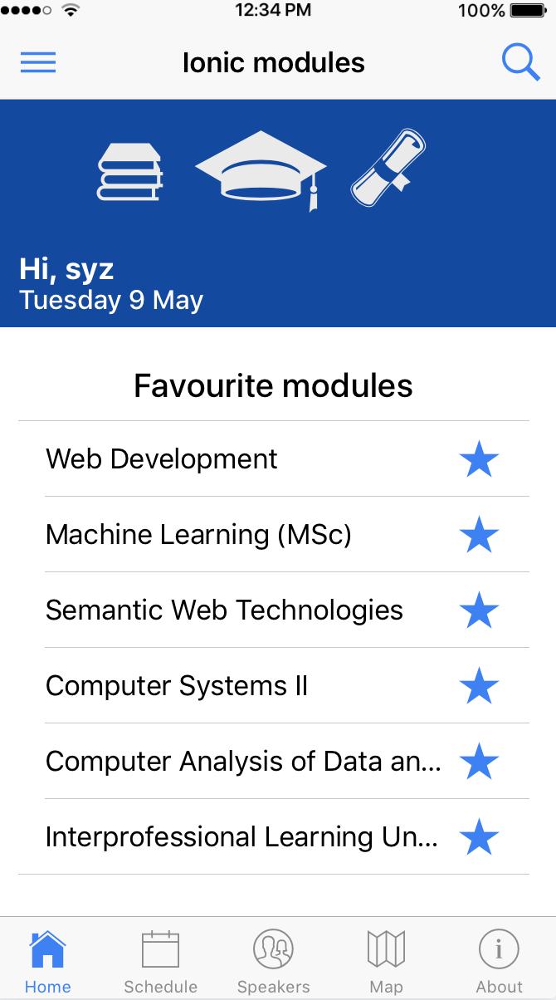 12:34 PM
100%
Ionic modules
Hi, syz
Tuesday 9 May
Favourite modules
Web Development
Machine Learning (MSc)
Semantic Web Technologies
Computer Systems II
Computer Analysis of Data an...
Interprofessional Learning Un...
Home
Schedule
Speakers
Map
About